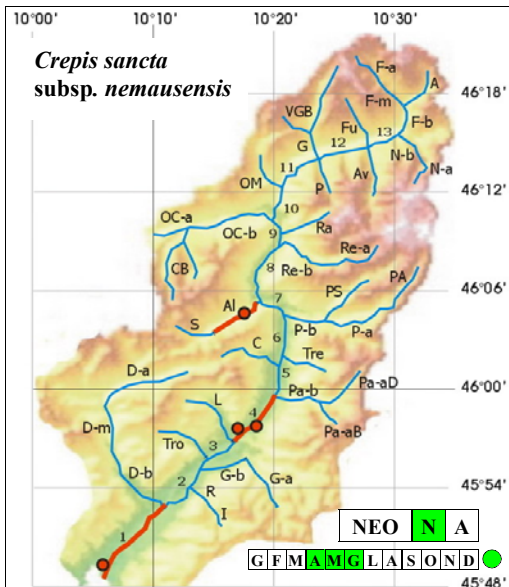 10°00' 10°10' 10°20' 10°30'
Crepis sancta
subsp. nemausensis
F-a A
46°18'
F-m
VGB F-b
Fu 13
G 12 N-b
11 N-a
OM P Av
46°12'
10
OC-a Ra
OC-b 9
Re-a
8 Re-b
CB
PA
46°06'
PS
Al 7
S P-b P-a
6
C Tre
5
46°00'
D-a Pa-b Pa-aD
L
4
D-m Pa-aB
Tro 3
D-b G-b G-a
45°54'
2 R
I
1
NEO N A
G F M A M G L A S O N D
45°48'